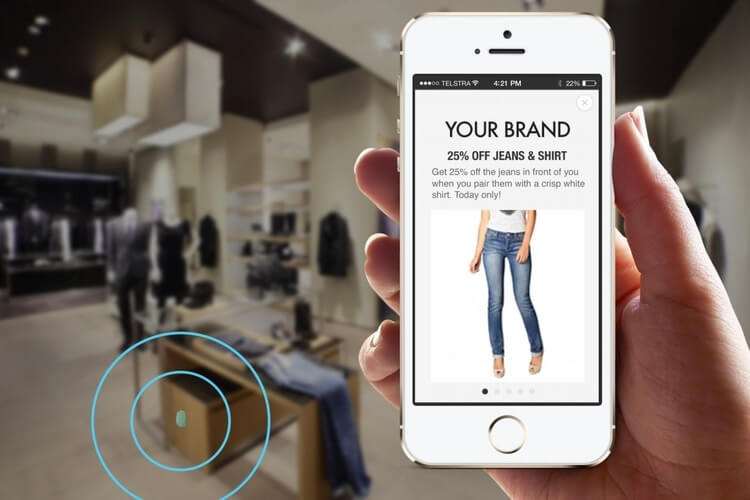 TELSTRA 4:21 PM 22%
YOUR BRAND
25% OFF JEANS & SHIRT
Get 25% off the jeans in front of you
when you pair them with a crisp white
shirt. Today only!